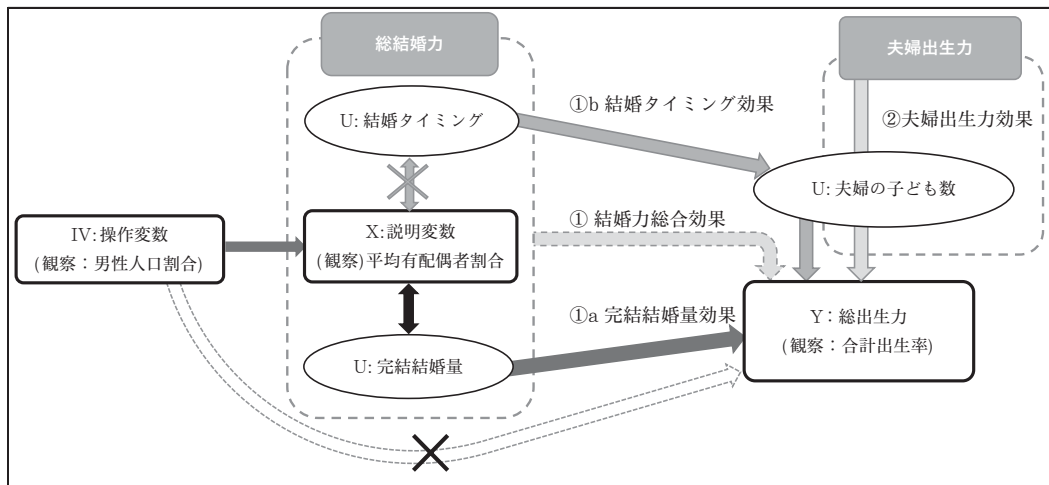 総結婚力
夫婦出生力
U: 結婚タイミング
①b 結婚タイミング効果
②夫婦出生力効果
U: 夫婦の子ども数
IV: 操作変数
(観察：男性人口割合)
X: 説明変数
(観察)平均有配偶者割合
① 結婚力総合効果
①a 完結結婚量効果
U: 完結結婚量
Y：総出生力
(観察：合計出生率)